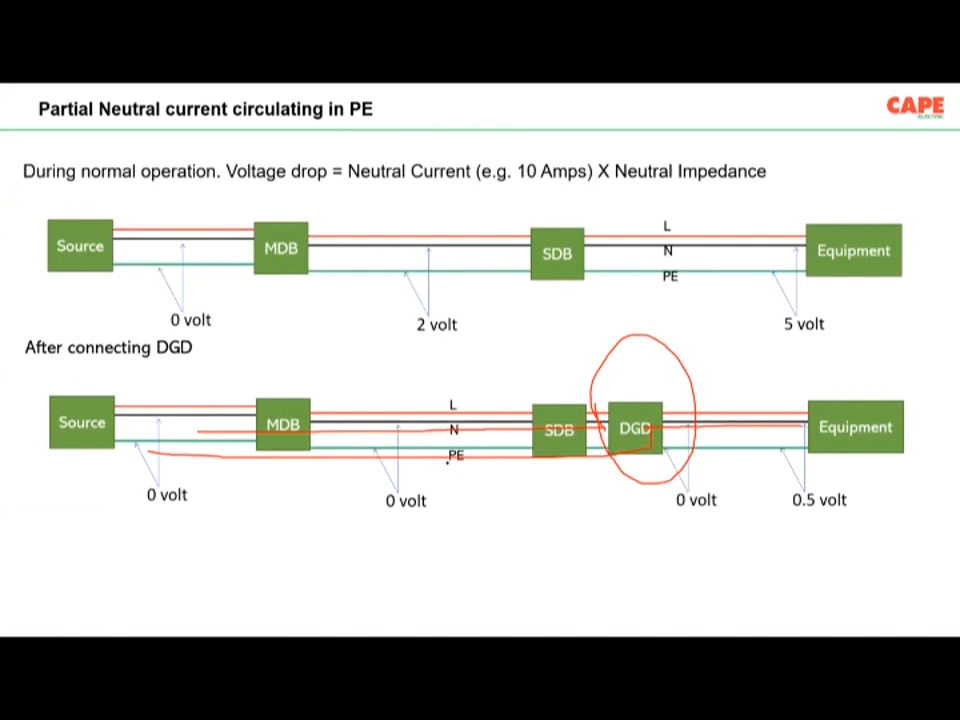 Partial Neutral current circulating in PE
CAPE
ELECTRIC
During normal operation. Voltage drop = Neutral Current (e.g. 10 Amps) X Neutral Impedance
Source
MDB
SDB
L
N
PE
Equipment
0 volt
2 volt
5 volt
After connecting DGD
Source
MDB
L
N
PE
SDB
DGD
Equipment
0 volt
0 volt
0 volt
0.5 volt